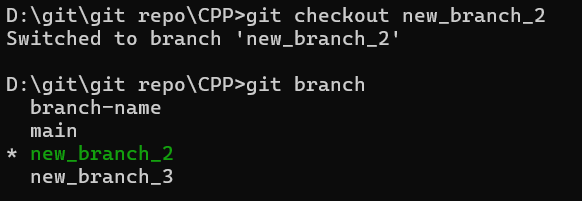 D:\git\git repo\CPP>git checkout new_branch_2
Switched to branch 'new_branch_2'
D:\git\git repo\CPP>git branch
branch-name
main
* new_branch_2
new_branch_3